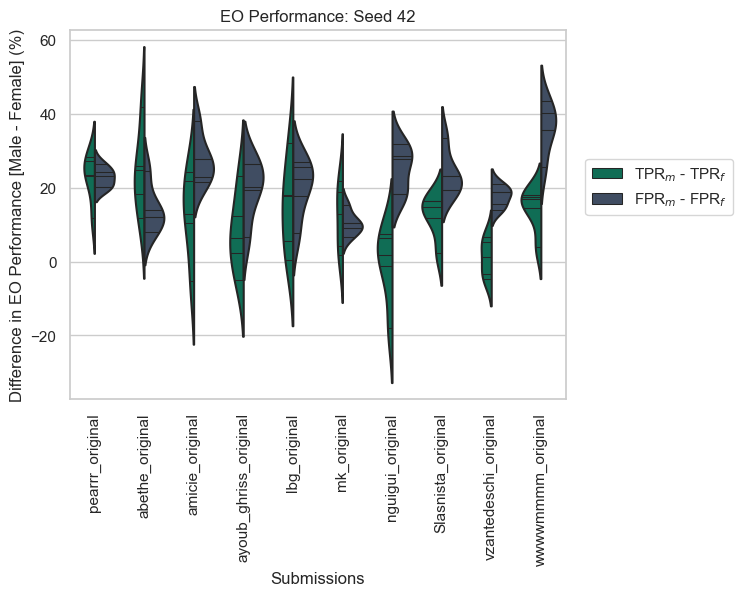 EO Performance: Seed 42
Difference in EO Performance [Male - Female] (%)
60
40
20
0
−20
pearrr_original
abethe_original
amicie_original
ayoub_ghriss_original
lbg_original
mk_original
nguigui_original
Slasnista_original
vzantedeschi_original
wwwwmmmm_original
Submissions
TPRm - TPRf
FPRm - FPRf